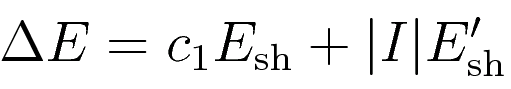 ΔE = c₁E_sh + |I|E′_sh